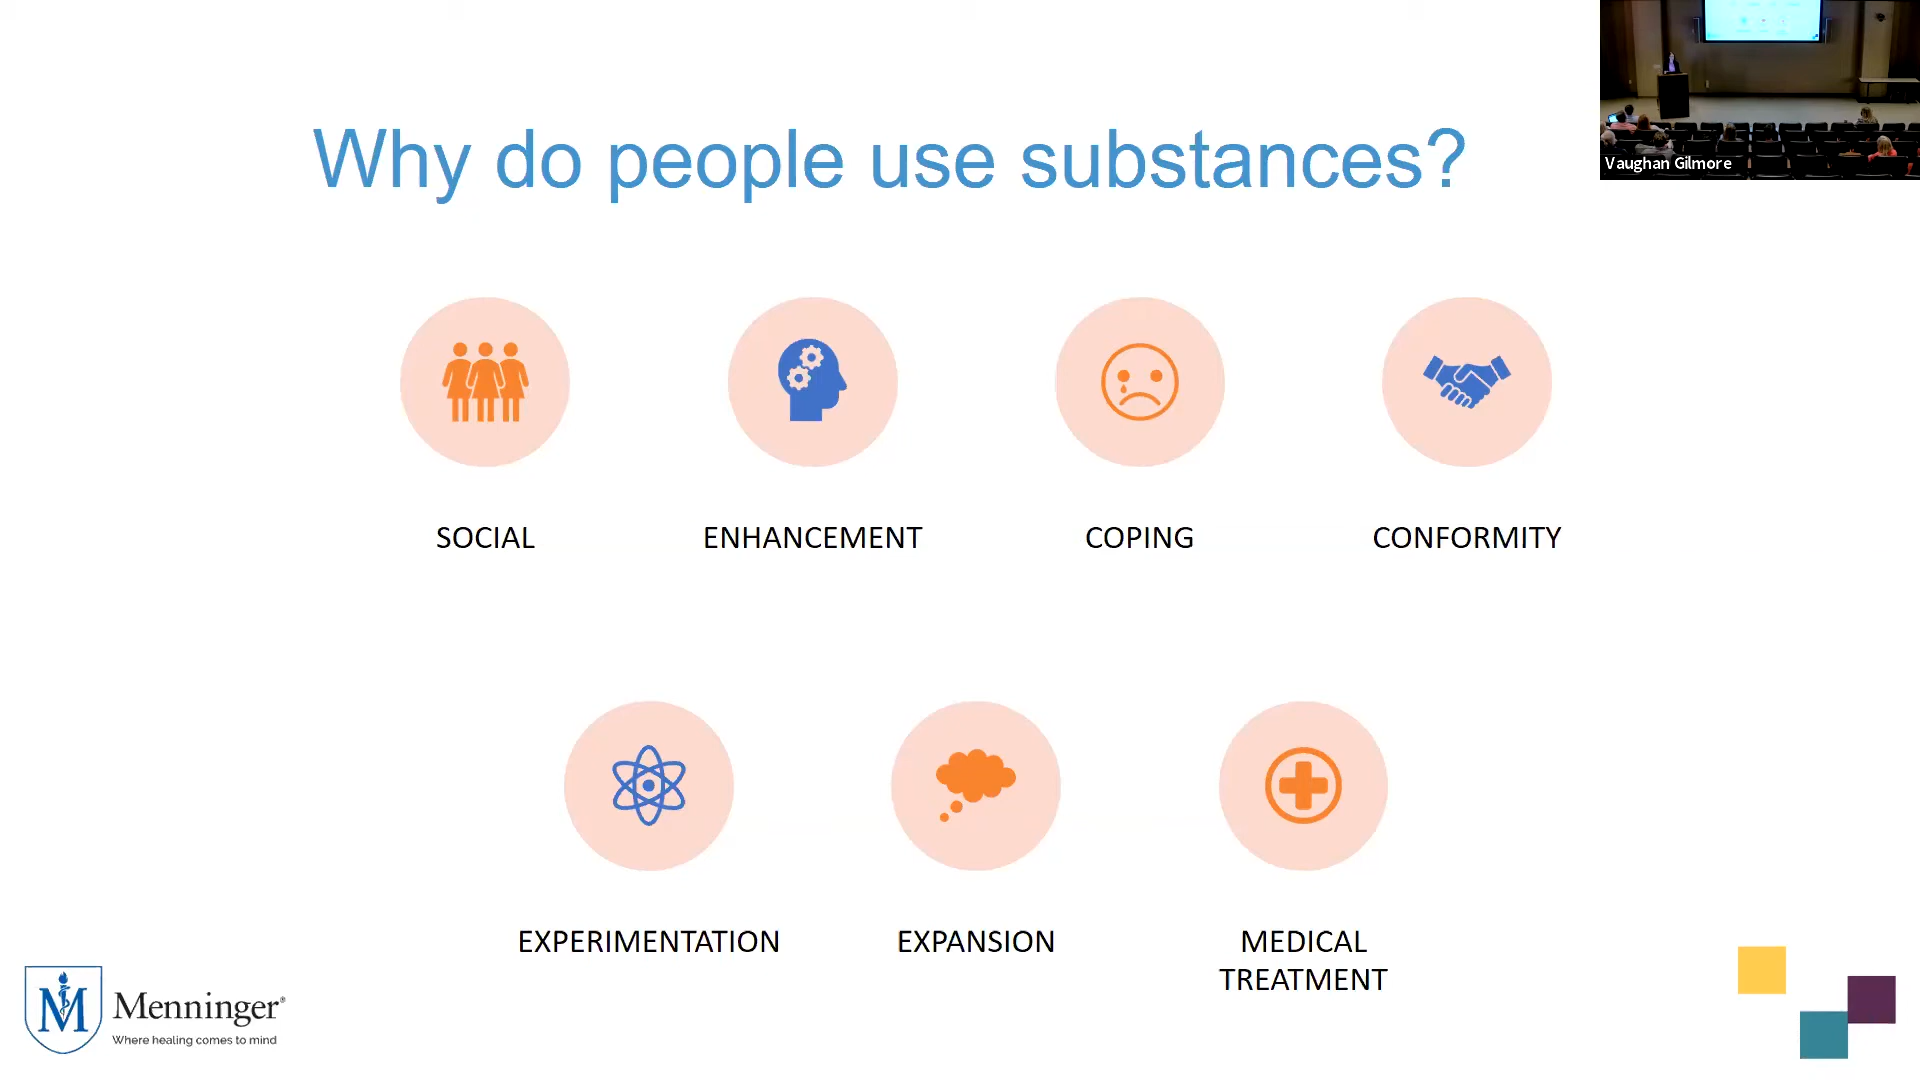 Why do people use substances?
Vaughan Gilmore
SOCIAL
ENHANCEMENT
COPING
CONFORMITY
EXPERIMENTATION
EXPANSION
MEDICAL
TREATMENT
M
Menninger®
Where healing comes to mind